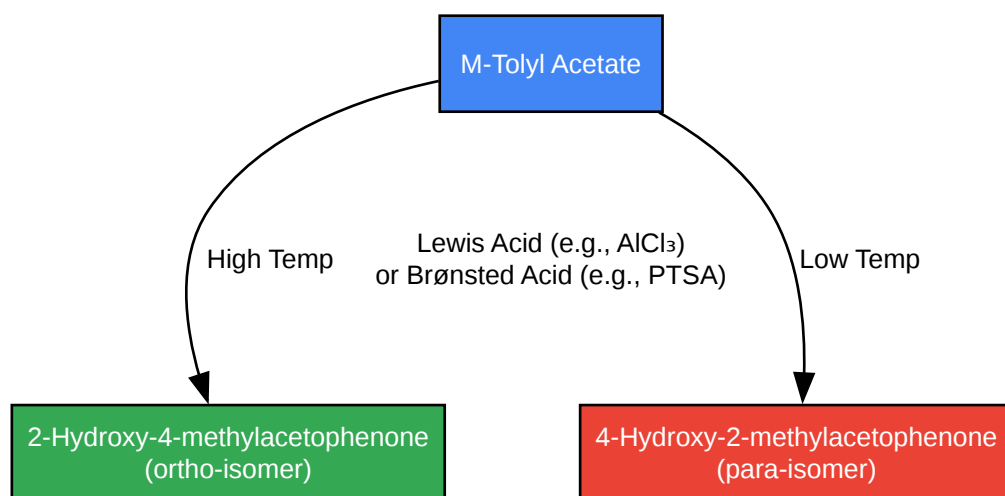 M-Tolyl Acetate
High Temp
Lewis Acid (e.g., AlCl₃)
or Brønsted Acid (e.g., PTSA)
Low Temp
2-Hydroxy-4-methylacetophenone
(ortho-isomer)
4-Hydroxy-2-methylacetophenone
(para-isomer)